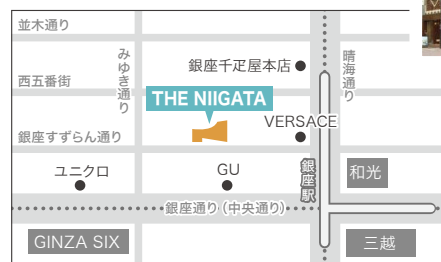 並木通り
みゆき通り
晴海通り
銀座千疋屋本店
西五番街
THE NIIGATA
VERSACE
銀座すずらん通り
ユニクロ
GU
銀座駅
和光
銀座通り(中央通り)
GINZA SIX
三越